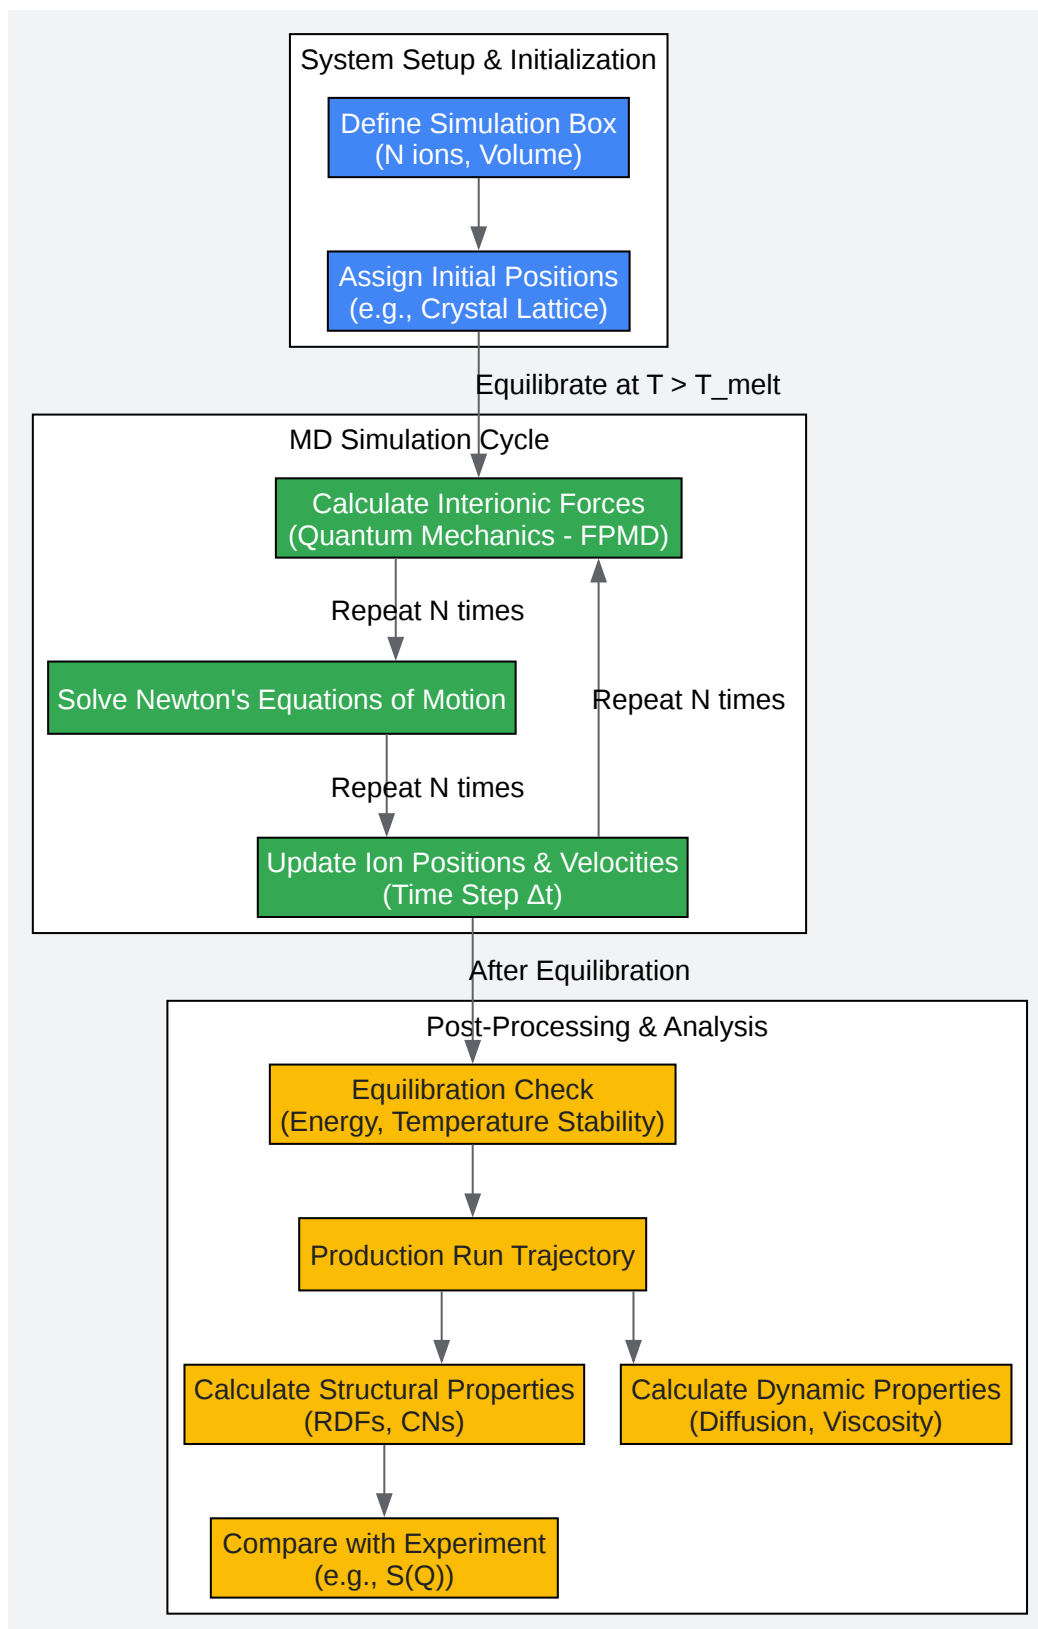 System Setup & Initialization
Define Simulation Box
(N ions, Volume)
Assign Initial Positions
(e.g., Crystal Lattice)
Equilibrate at T > T_melt
MD Simulation Cycle
Calculate Interionic Forces
(Quantum Mechanics - FPMD)
Repeat N times
Solve Newton's Equations of Motion
Repeat N times
Repeat N times
Update Ion Positions & Velocities
(Time Step Δt)
After Equilibration
Post-Processing & Analysis
Equilibration Check
(Energy, Temperature Stability)
Production Run Trajectory
Calculate Structural Properties
(RDFs, CNs)
Calculate Dynamic Properties
(Diffusion, Viscosity)
Compare with Experiment
(e.g., S(Q))